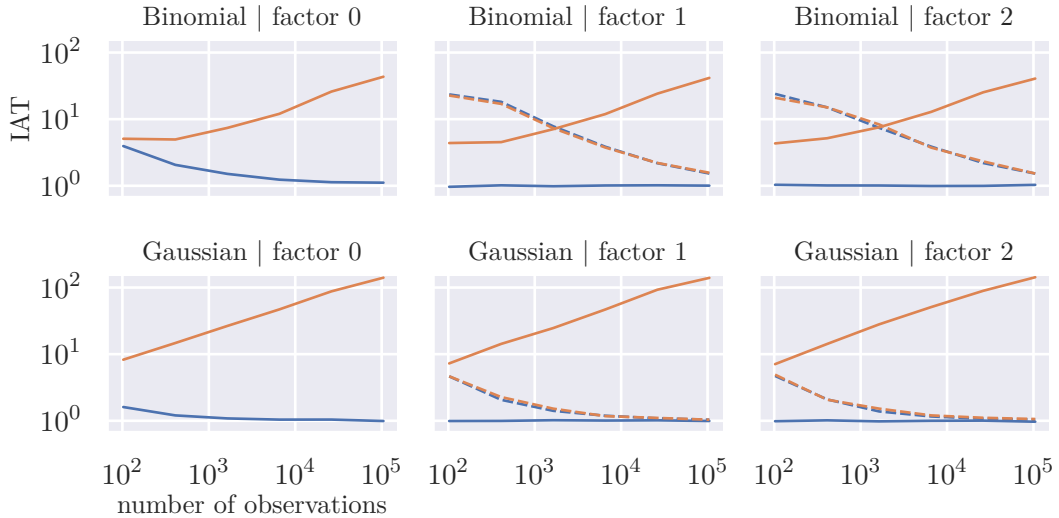 Binomial | factor 0
Binomial | factor 1
Binomial | factor 2
IAT
10^2
10^1
10^0
Gaussian | factor 0
Gaussian | factor 1
Gaussian | factor 2
10^2
10^1
10^0
10^2 10^3 10^4 10^5
10^2 10^3 10^4 10^5
10^2 10^3 10^4 10^5
number of observations